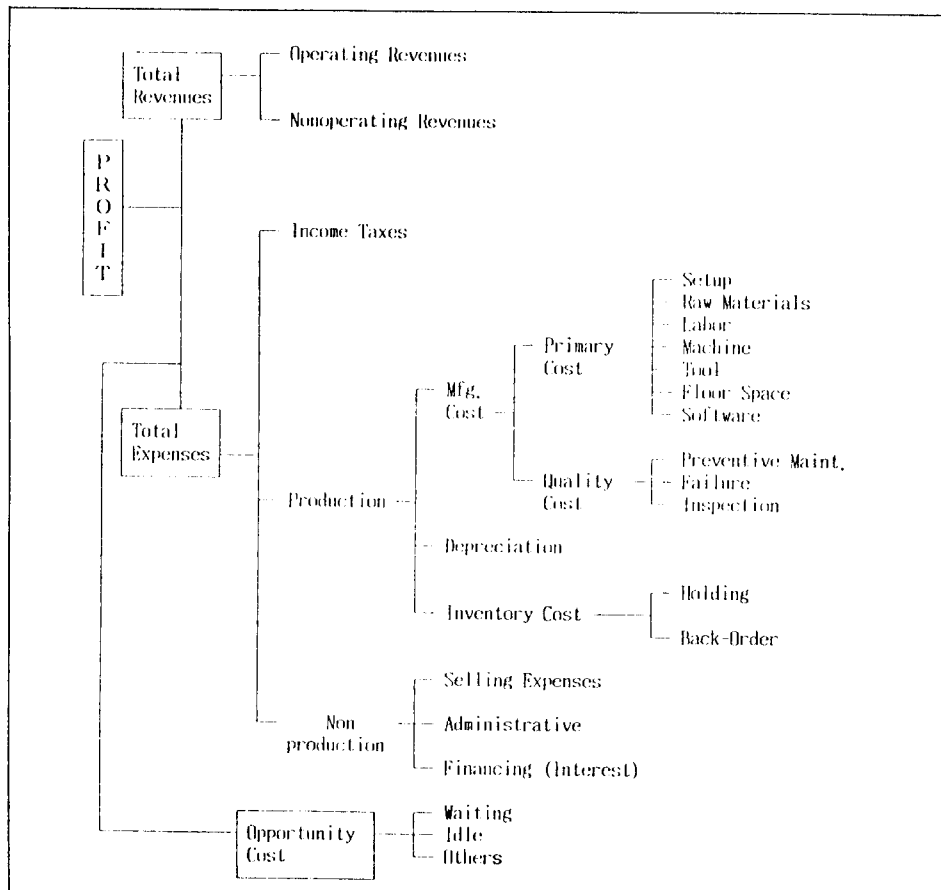 Operating Revenues
Total
Revenues
Nonoperating Revenues
PROFIT
Income Taxes
Setup
Raw Materials
Labor
Primary
Cost
Machine
Tool
Floor Space
Software
Mfg.
Cost
Total
Expenses
Quality
Cost
Preventive Maint.
Failure
Inspection
Production
Depreciation
Inventory Cost
Holding
Back-Order
Selling Expenses
Non
production
Administrative
Financing (Interest)
Opportunity
Cost
Waiting
Idle
Others